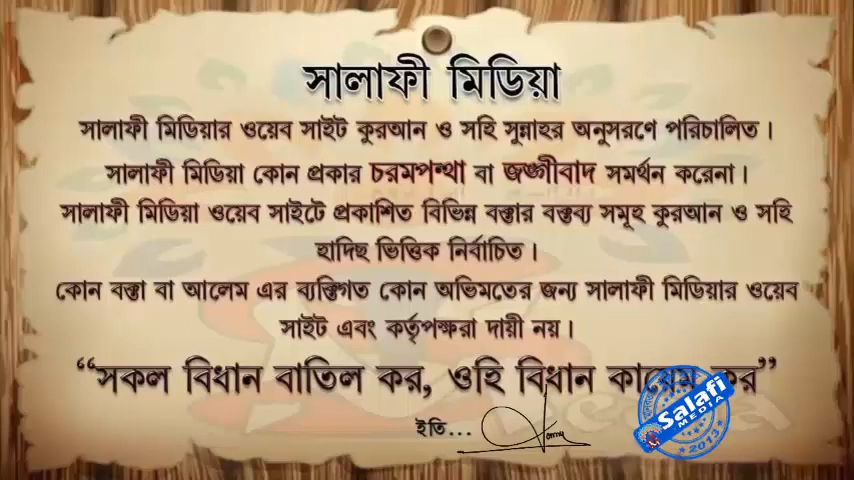 সালাফী মিডিয়া
সালাফী মিডিয়ার ওয়েব সাইট কুরআন ও সহি সুন্নাহর অনুসরণে পরিচালিত।
সালাফী মিডিয়া কোন প্রকার চরমপন্থা বা জঙ্গীবাদ সমর্থন করেনা।
সালাফী মিডিয়া ওয়েব সাইটে প্রকাশিত বিভিন্ন বক্তার বক্তব্য সমূহ কুরআন ও সহি
হাদিছ ভিত্তিক নির্বাচিত।
কোন বক্তা বা আলেম এর ব্যক্তিগত কোন অভিমতের জন্য সালাফী মিডিয়ার ওয়েব
সাইট এবং কর্তৃপক্ষরা দায়ী নয়।
“সকল বিধান বাতিল কর, ওহি বিধান কায়েম কর”
ইতি...
Salafi
MEDIA
2013